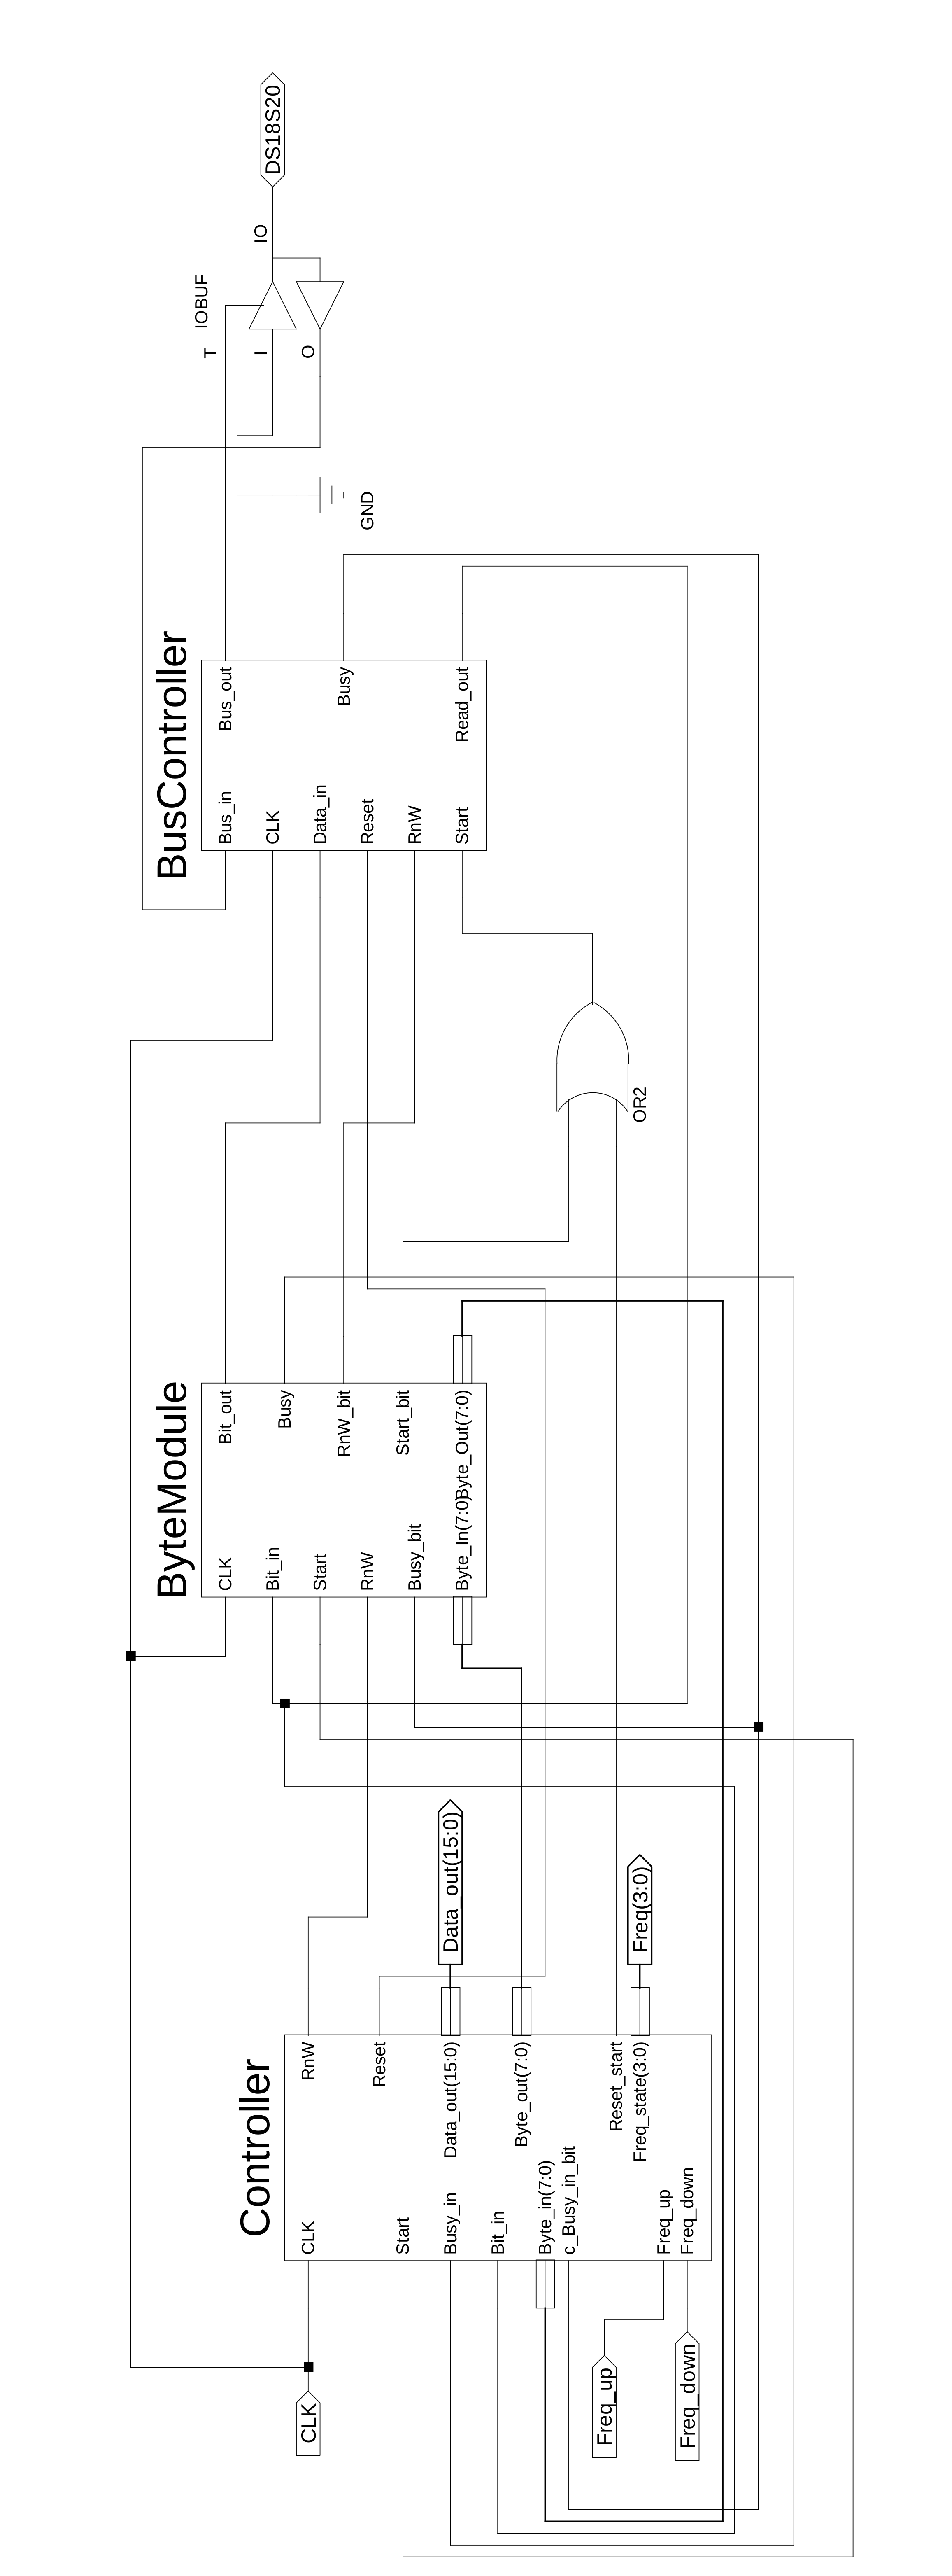 Controller
CLK
Start
Busy_in
Bit_in
Byte_in(7:0)
c_Busy_in_bit
Freq_up
Freq_down
RnW
Reset
Data_out(15:0)
Byte_out(7:0)
Reset_start
Freq_state(3:0)
CLK
Freq_up
Freq_down
Data_out(15:0)
Freq(3:0)
ByteModule
CLK
Bit_in
Start
RnW
Busy_bit
Byte_In(7:0)
Bit_out
Busy
RnW_bit
Start_bit
Byte_Out(7:0)
OR2
BusController
Bus_in
CLK
Data_in
Reset
RnW
Start
Bus_out
Busy
Read_out
GND
IOBUF
T
I
O
IO
DS18S20